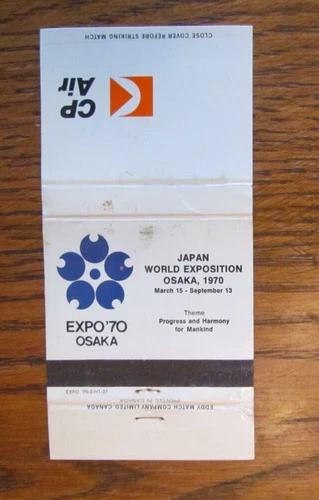 CLOSE COVER BEFORE STRIKING MATCH
CP
Air
JAPAN
WORLD EXPOSITION
OSAKA, 1970
March 15 - September 13
Theme
Progress and Harmony
for Mankind
EXPO'70
OSAKA
EDDY MATCH COMPANY LIMITED CANADA
PRINTED IN CANADA